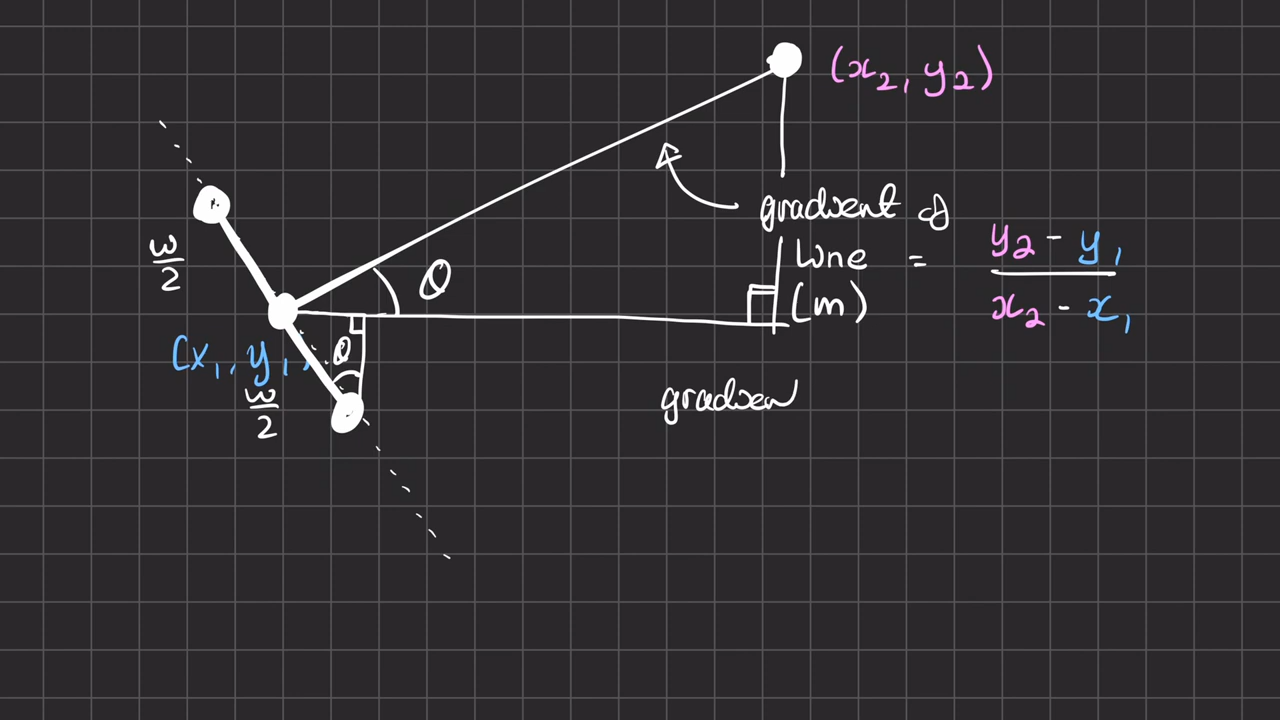 (x₂, y₂)
gradient of
line = y₂ - y₁ / x₂ - x₁
(m)
θ
w/2
(x₁, y₁)
θ
w/2
gradien